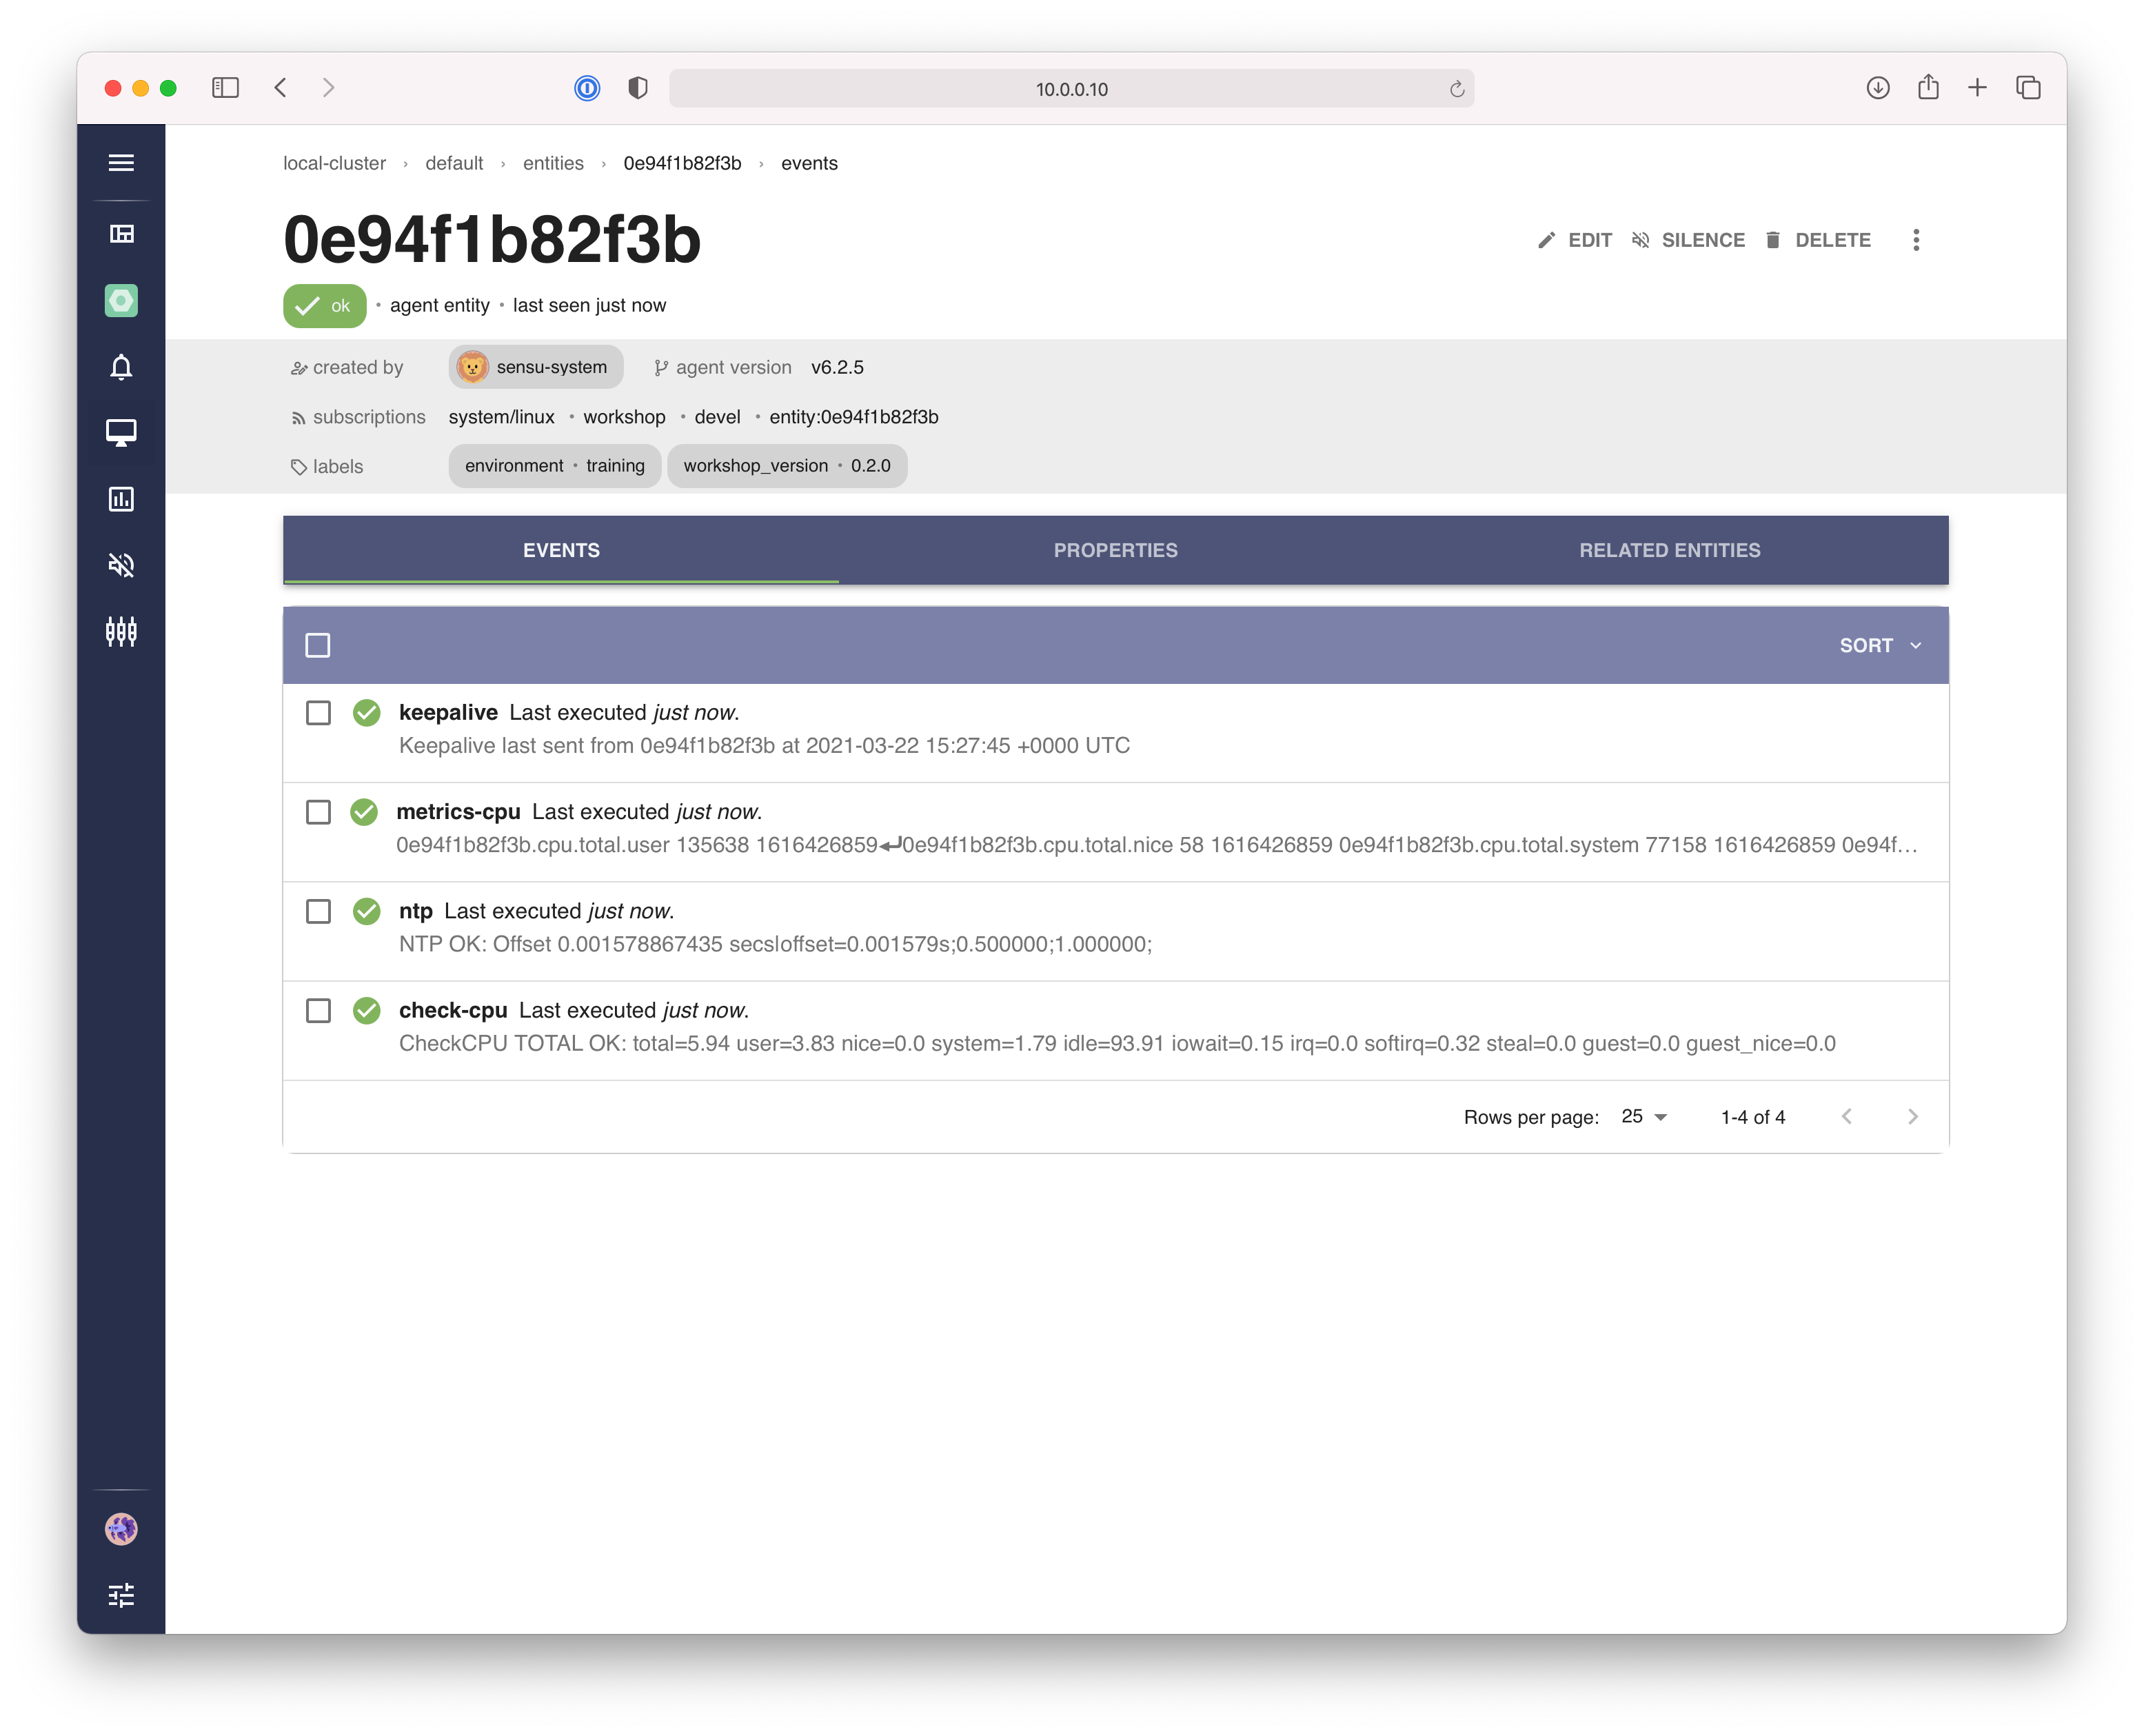 10.0.0.10
local-cluster › default › entities › 0e94f1b82f3b › events
0e94f1b82f3b
EDIT SILENCE DELETE
ok • agent entity • last seen just now
created by sensu-system agent version v6.2.5
subscriptions system/linux • workshop • devel • entity:0e94f1b82f3b
labels environment • training workshop_version • 0.2.0
EVENTS PROPERTIES RELATED ENTITIES
SORT
keepalive Last executed just now.
Keepalive last sent from 0e94f1b82f3b at 2021-03-22 15:27:45 +0000 UTC
metrics-cpu Last executed just now.
0e94f1b82f3b.cpu.total.user 135638 1616426859↵0e94f1b82f3b.cpu.total.nice 58 1616426859 0e94f1b82f3b.cpu.total.system 77158 1616426859 0e94f…
ntp Last executed just now.
NTP OK: Offset 0.001578867435 secs|offset=0.001579s;0.500000;1.000000;
check-cpu Last executed just now.
CheckCPU TOTAL OK: total=5.94 user=3.83 nice=0.0 system=1.79 idle=93.91 iowait=0.15 irq=0.0 softirq=0.32 steal=0.0 guest=0.0 guest_nice=0.0
Rows per page: 25 1-4 of 4